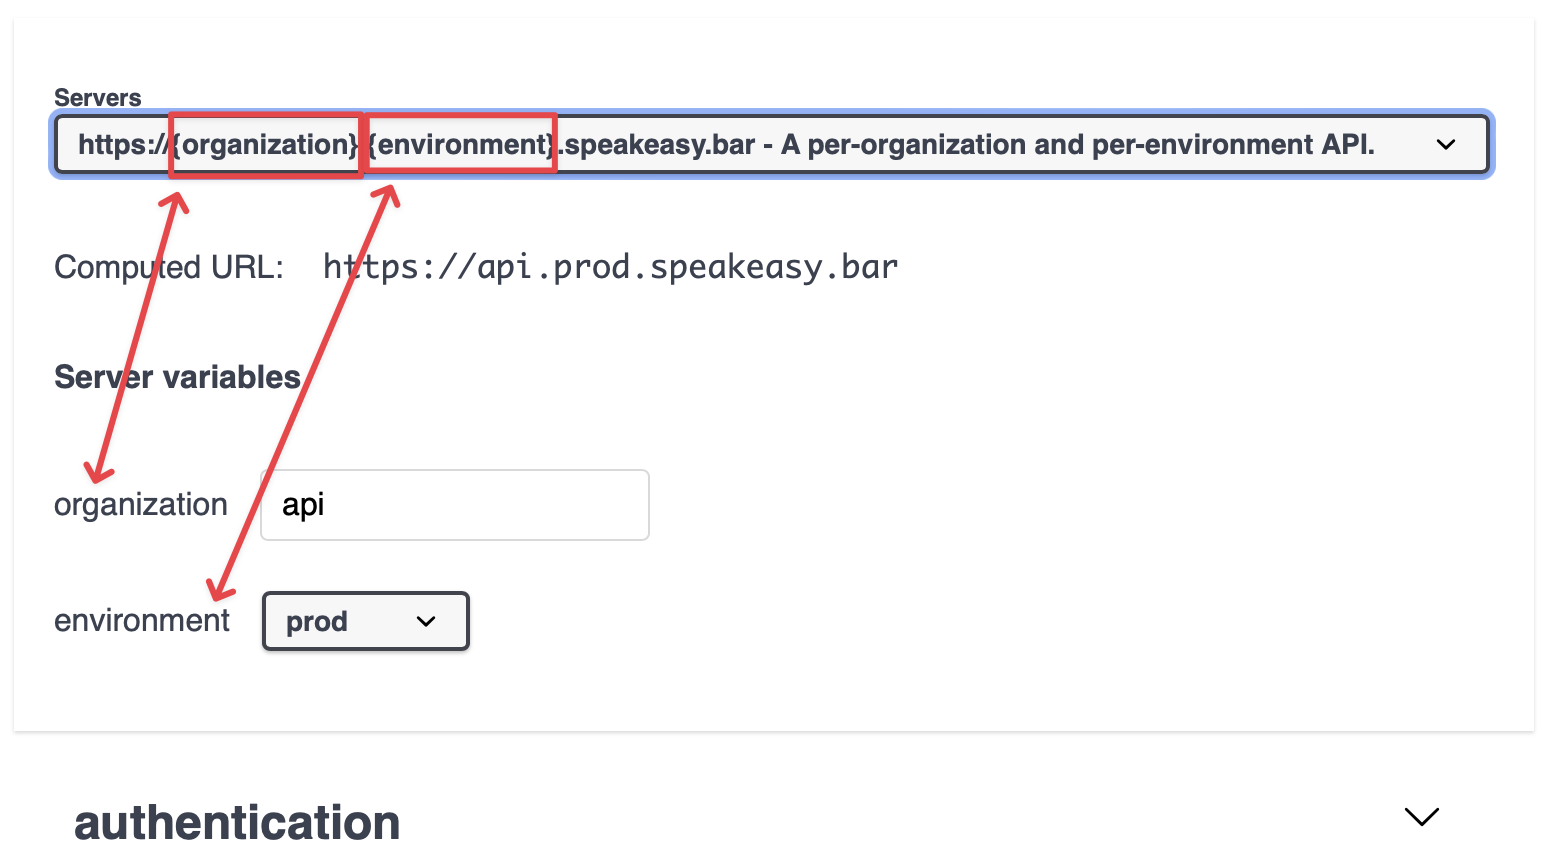 Servers
https://{organization}.{environment}.speakeasy.bar - A per-organization and per-environment API.
Computed URL: https://api.prod.speakeasy.bar
Server variables
organization api
environment prod
authentication